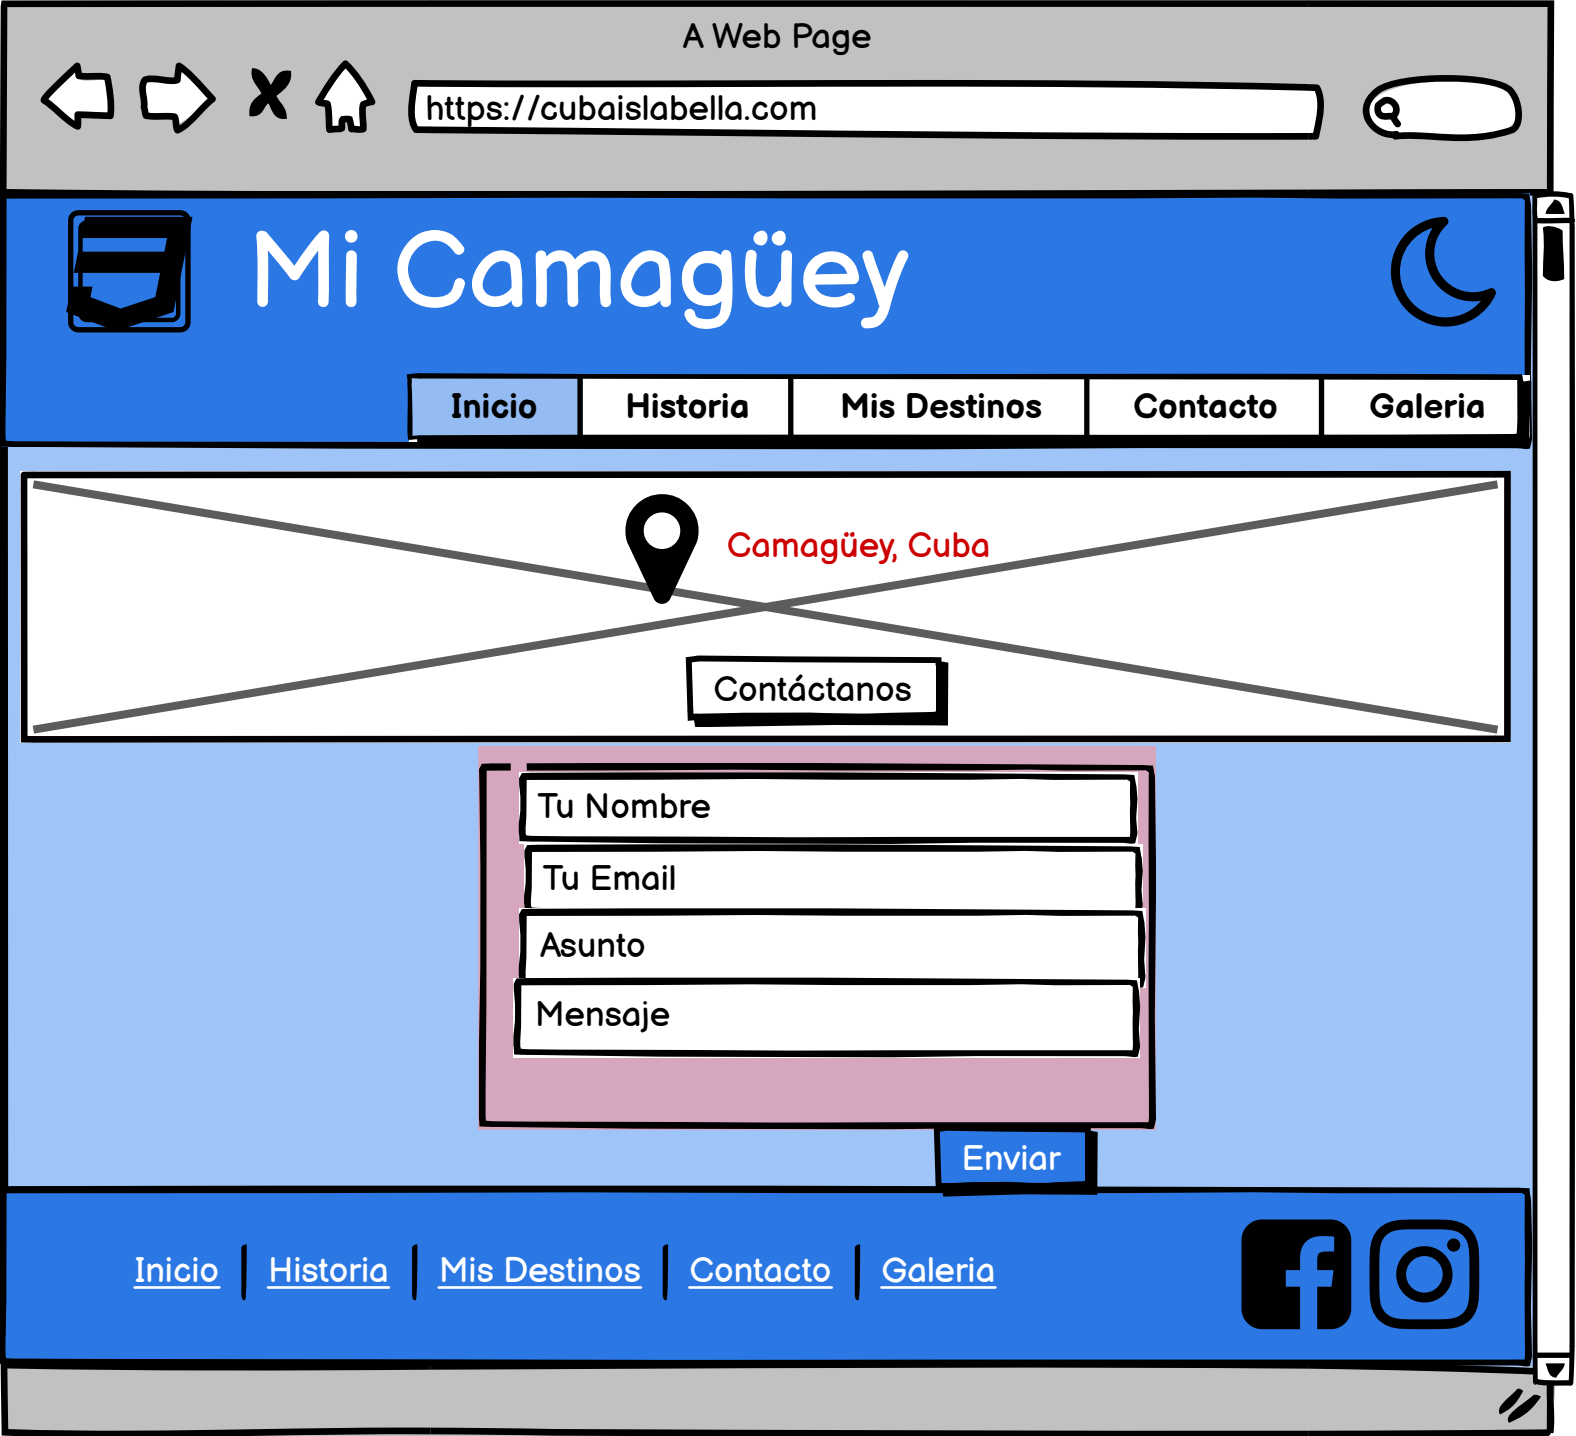 A Web Page
https://cubaislabella.com
Mi Camagüey
Inicio Historia Mis Destinos Contacto Galeria
Camagüey, Cuba
Contáctanos
Tu Nombre
Tu Email
Asunto
Mensaje
Enviar
Inicio Historia Mis Destinos Contacto Galeria